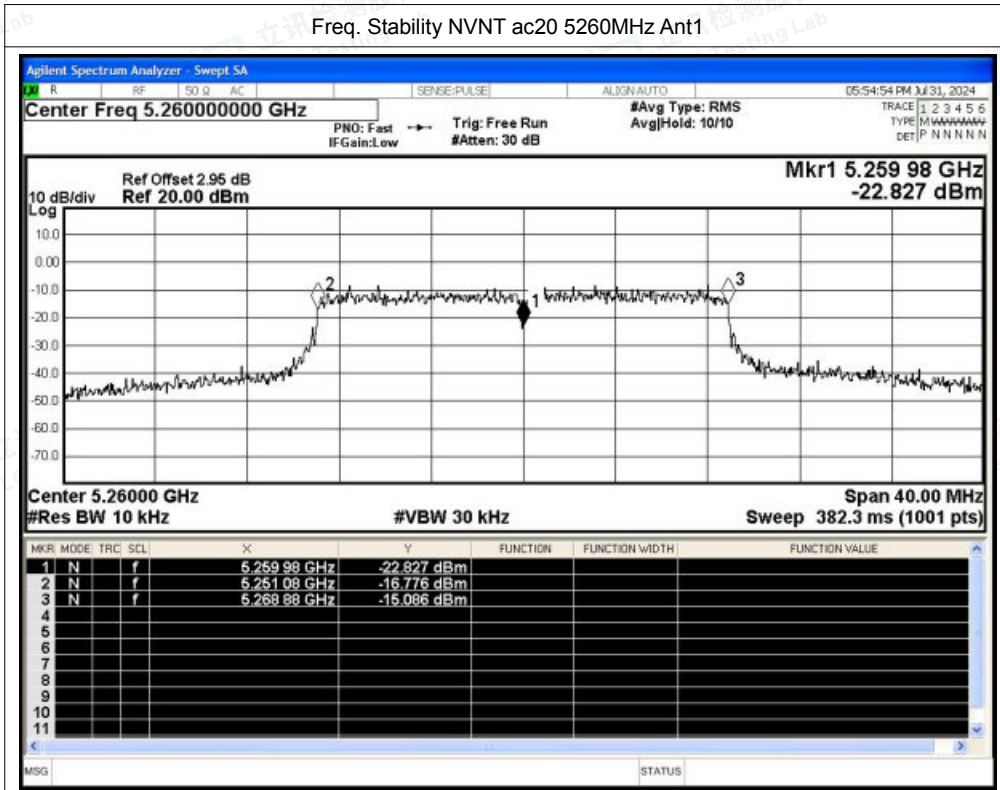 Freq. Stability NVNT ac20 5260MHz Ant1
Agilent Spectrum Analyzer - Swept SA
R RF 50 Ω AC SENSE:PULSE ALIGN AUTO 05:54:54 PM Jul 31, 2024
Center Freq 5.260000000 GHz #Avg Type: RMS TRACE 1 2 3 4 5 6
PNO: Fast Trig: Free Run Avg|Hold: 10/10 TYPE M WWWWW
IFGain:Low #Atten: 30 dB DET P N N N N N
Mkr1 5.259 98 GHz
Ref Offset 2.95 dB
10 dB/div Ref 20.00 dBm -22.827 dBm
Log
10.0
0.00
-10.0
-20.0
-30.0
-40.0
-50.0
-60.0
-70.0
2 1 3
Center 5.26000 GHz Span 40.00 MHz
#Res BW 10 kHz #VBW 30 kHz Sweep 382.3 ms (1001 pts)
MKR MODE TRC SCL X Y FUNCTION FUNCTION WIDTH FUNCTION VALUE
1 N f 5.259 98 GHz -22.827 dBm
2 N f 5.251 08 GHz -16.776 dBm
3 N f 5.268 88 GHz -15.086 dBm
4
5
6
7
8
9
10
11
MSG STATUS